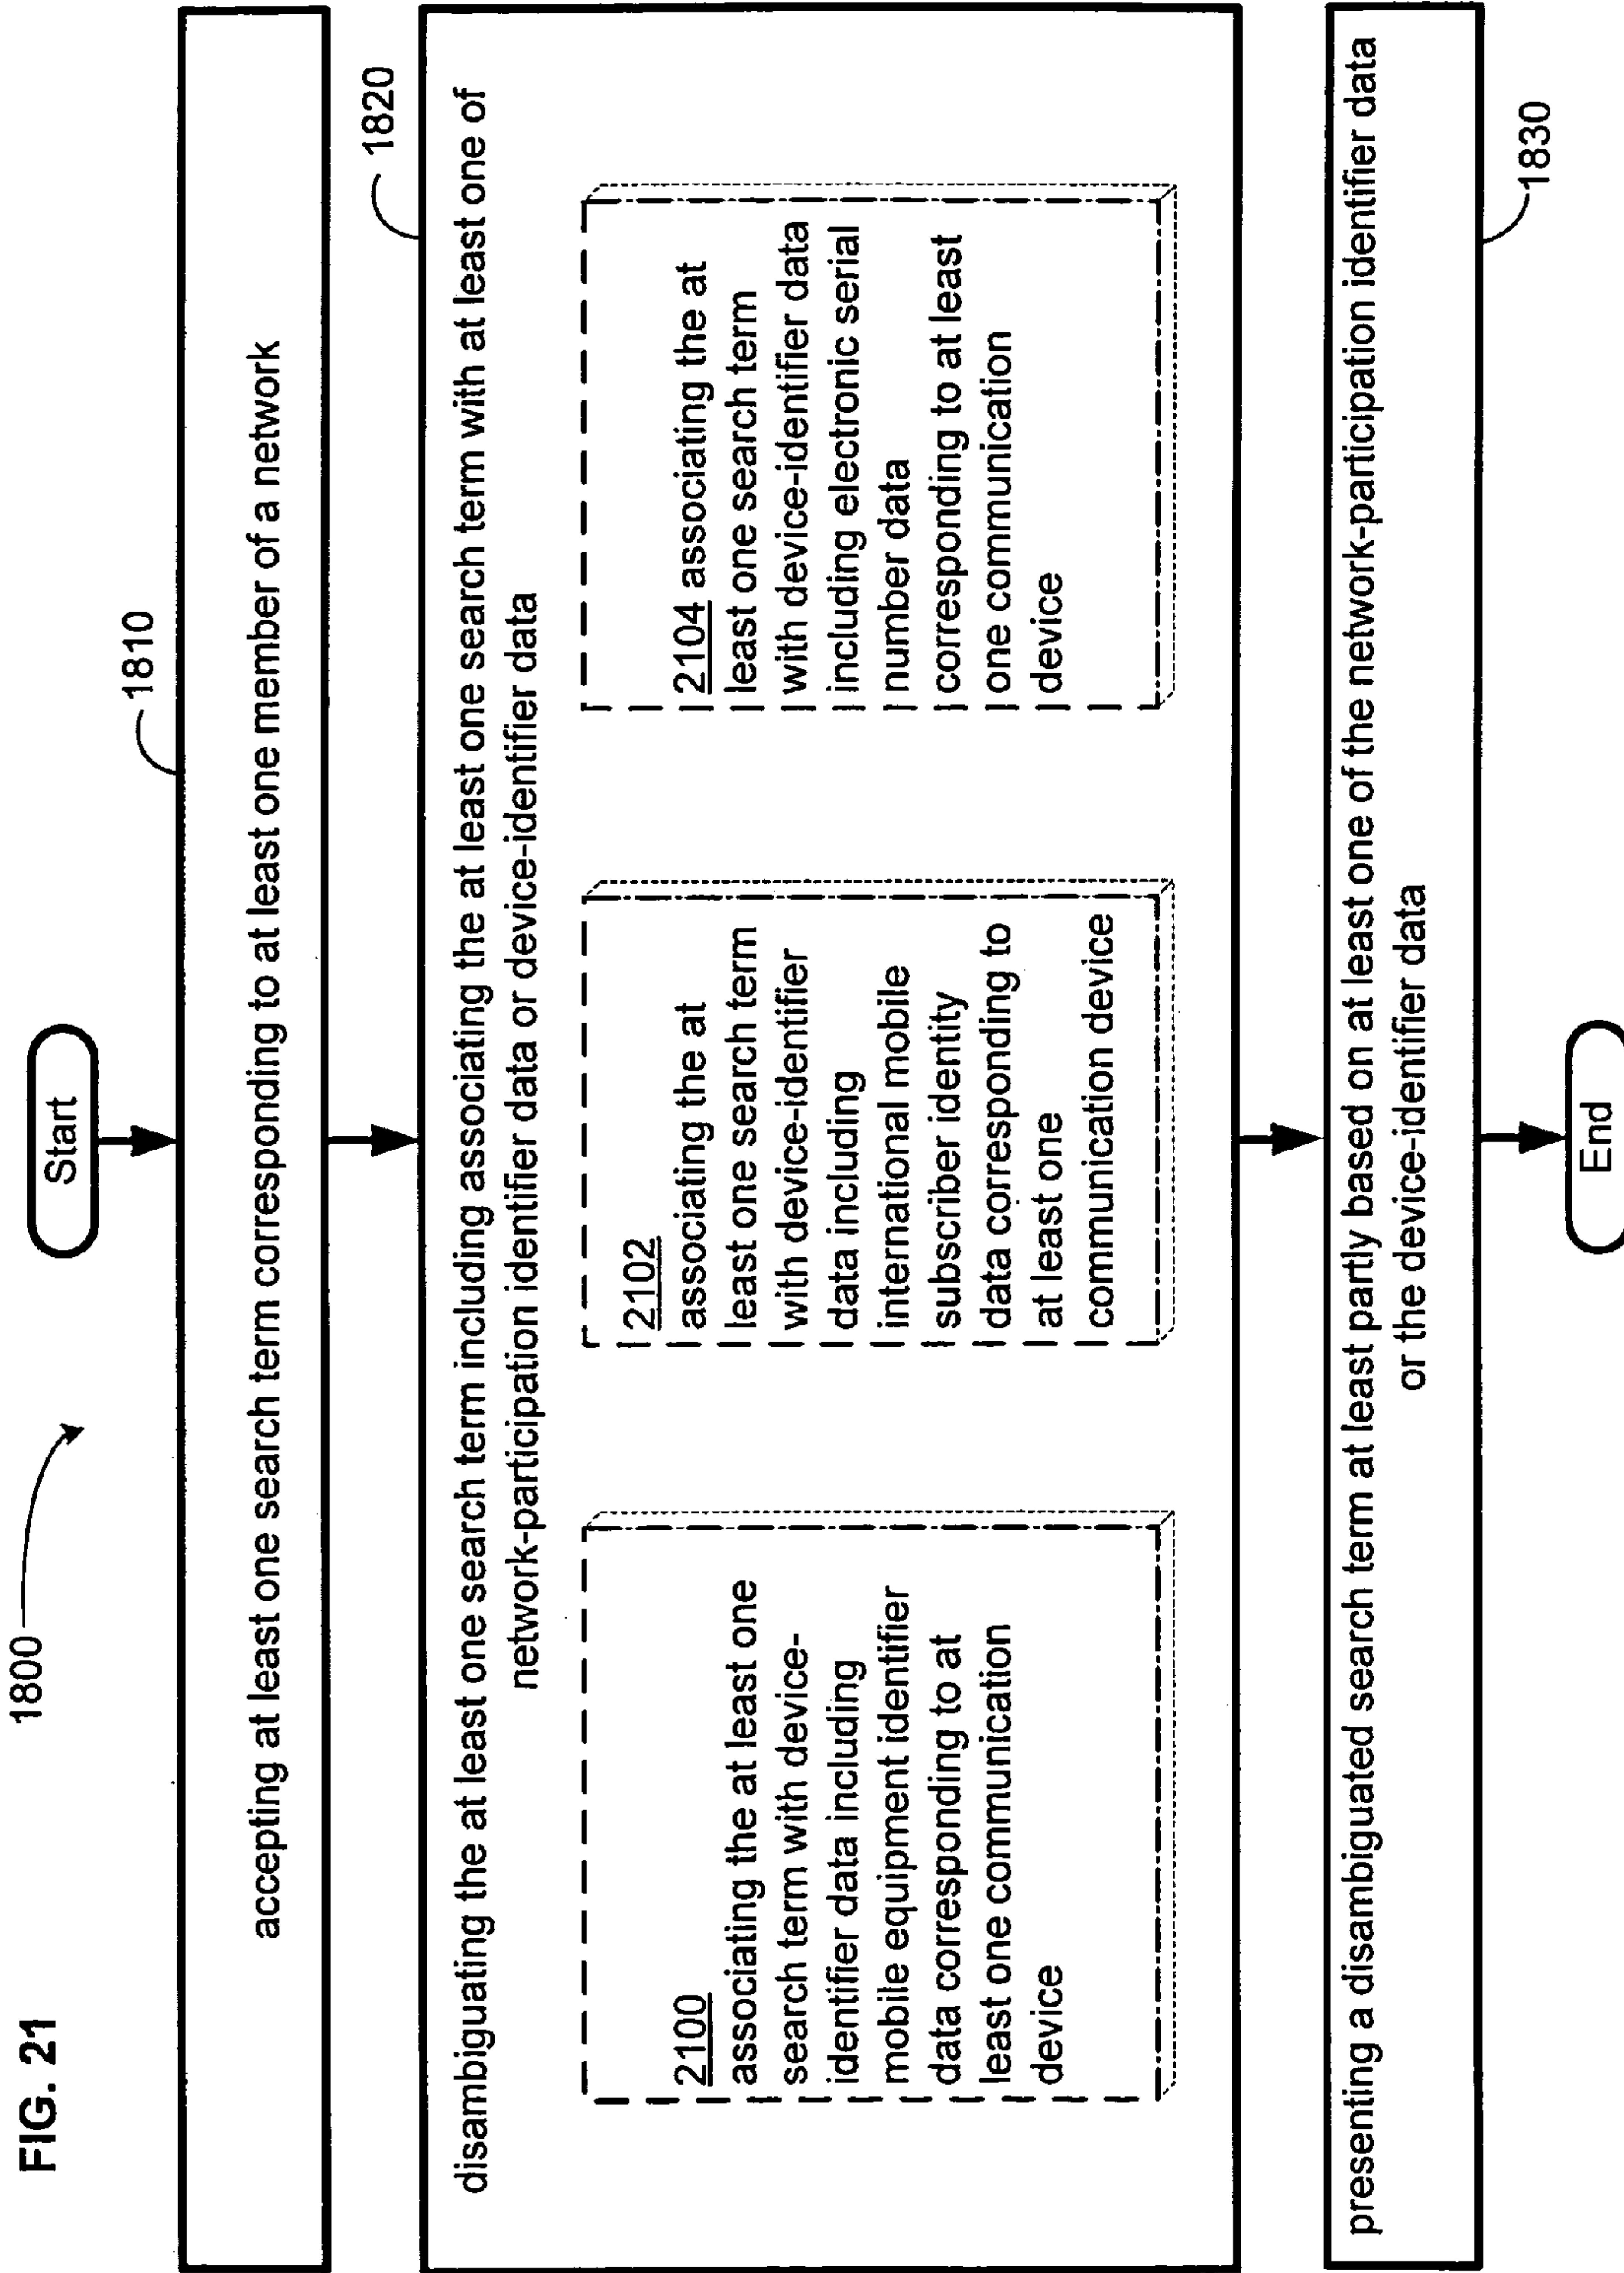 FIG. 21
1800
Start
1810
accepting at least one search term corresponding to at least one member of a network
1820
disambiguating the at least one search term including associating the at least one search term with at least one of
network-participation identifier data or device-identifier data
2100
associating the at least one
search term with device-
identifier data including
mobile equipment identifier
data corresponding to at
least one communication
device
2102
associating the at
least one search term
with device-identifier
data including
international mobile
subscriber identity
data corresponding to
at least one
communication device
2104 associating the at
least one search term
with device-identifier data
including electronic serial
number data
corresponding to at least
one communication
device
presenting a disambiguated search term at least partly based on at least one of the network-participation identifier data
or the device-identifier data
1830
End